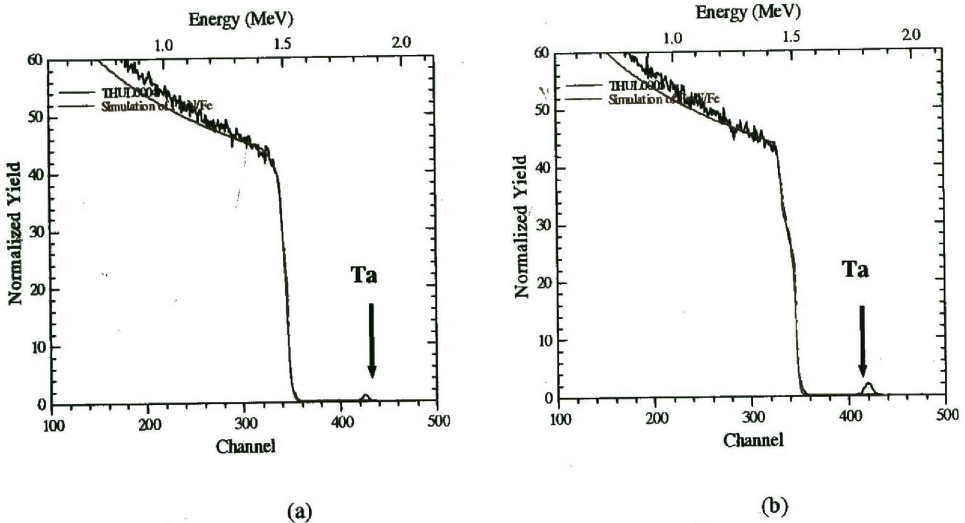 Energy (MeV)
1.0 1.5 2.0
60
50
40
30
20
10
0
Normalized Yield
Simulation of
Ta
100 200 300 400 500
Channel
(a)
Energy (MeV)
1.0 1.5 2.0
60
50
40
30
20
10
0
Normalized Yield
Simulation of
Ta
100 200 300 400 500
Channel
(b)